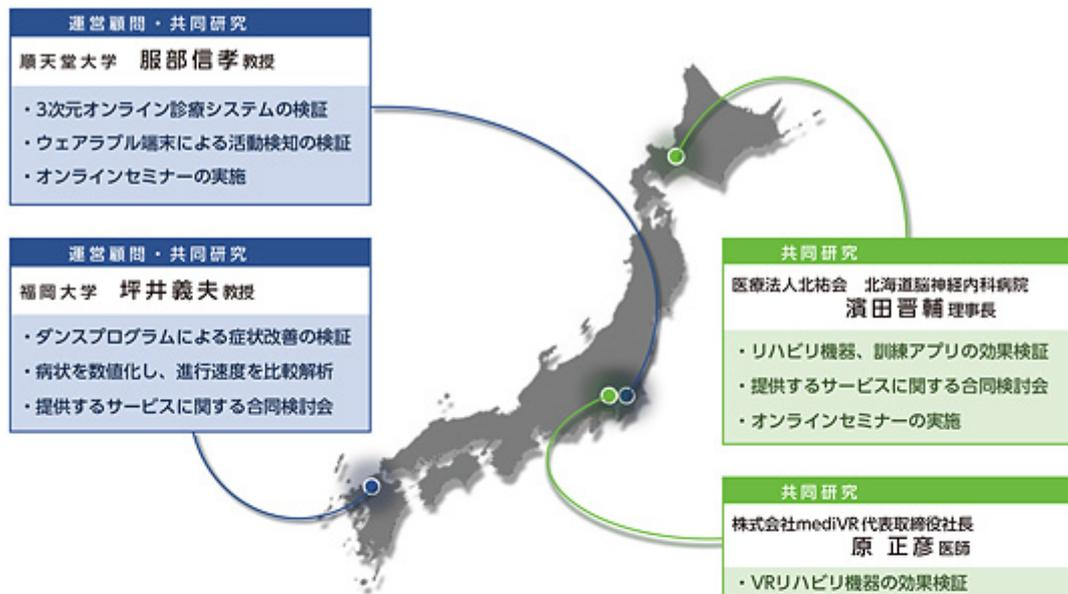 運営顧問・共同研究
順天堂大学 服部信孝教授
・3次元オンライン診療システムの検証
・ウェアラブル端末による活動検知の検証
・オンラインセミナーの実施
運営顧問・共同研究
福岡大学 坪井義夫教授
・ダンスプログラムによる症状改善の検証
・病状を数値化し、進行速度を比較解析
・提供するサービスに関する合同検討会
共同研究
医療法人北祐会 北海道脳神経内科病院
濱田晋輔理事長
・リハビリ機器、訓練アプリの効果検証
・提供するサービスに関する合同検討会
・オンラインセミナーの実施
共同研究
株式会社mediVR代表取締役社長
原 正彦医師
・VRリハビリ機器の効果検証